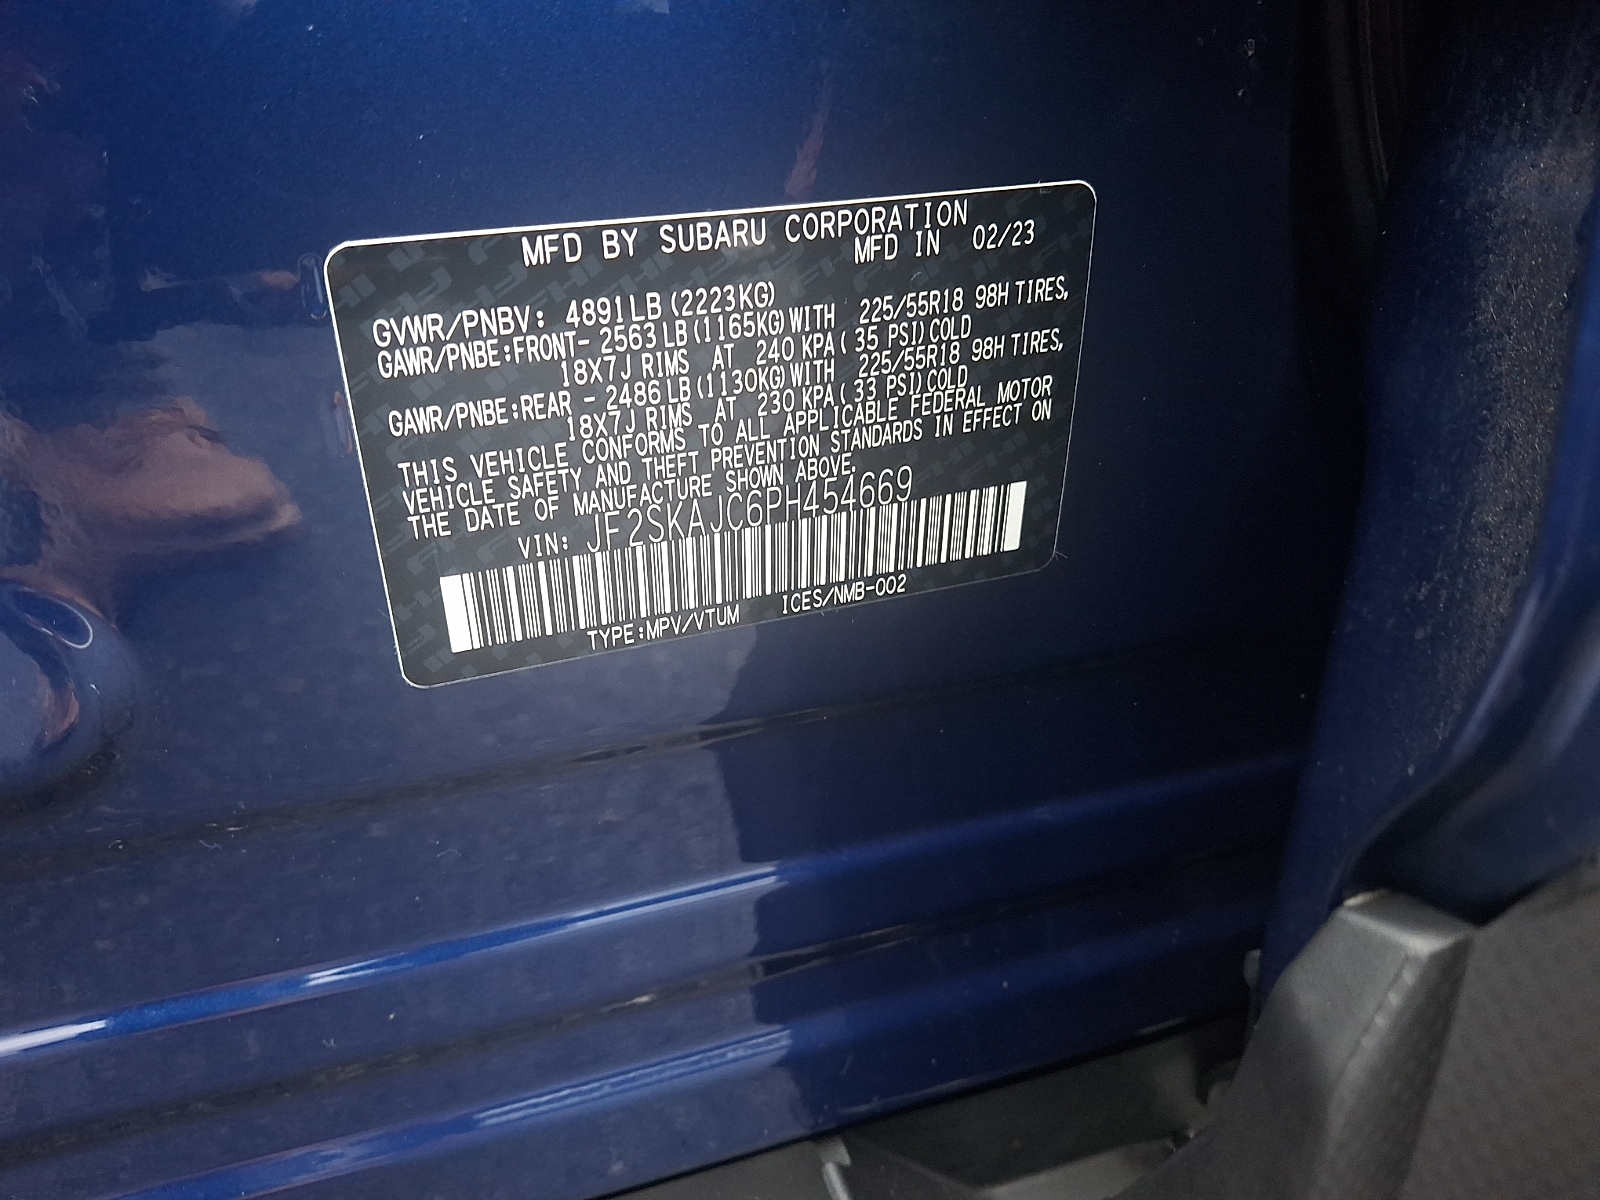 MFD BY SUBARU CORPORATION
MFD IN 02/23
GVWR/PNBV: 4891LB (2223KG)
GAWR/PNBE:FRONT- 2563LB (1165KG) WITH 225/55R18 98H TIRES,
18X7J RIMS AT 240 KPA ( 35 PSI) COLD
GAWR/PNBE:REAR - 2486LB (1130KG) WITH 225/55R18 98H TIRES,
18X7J RIMS AT 230 KPA ( 33 PSI) COLD
THIS VEHICLE CONFORMS TO ALL APPLICABLE FEDERAL MOTOR
VEHICLE SAFETY AND THEFT PREVENTION STANDARDS IN EFFECT ON
THE DATE OF MANUFACTURE SHOWN ABOVE.
VIN: JF2SKAJC6PH454669
TYPE:MPV/VTUM ICES/NMB-002